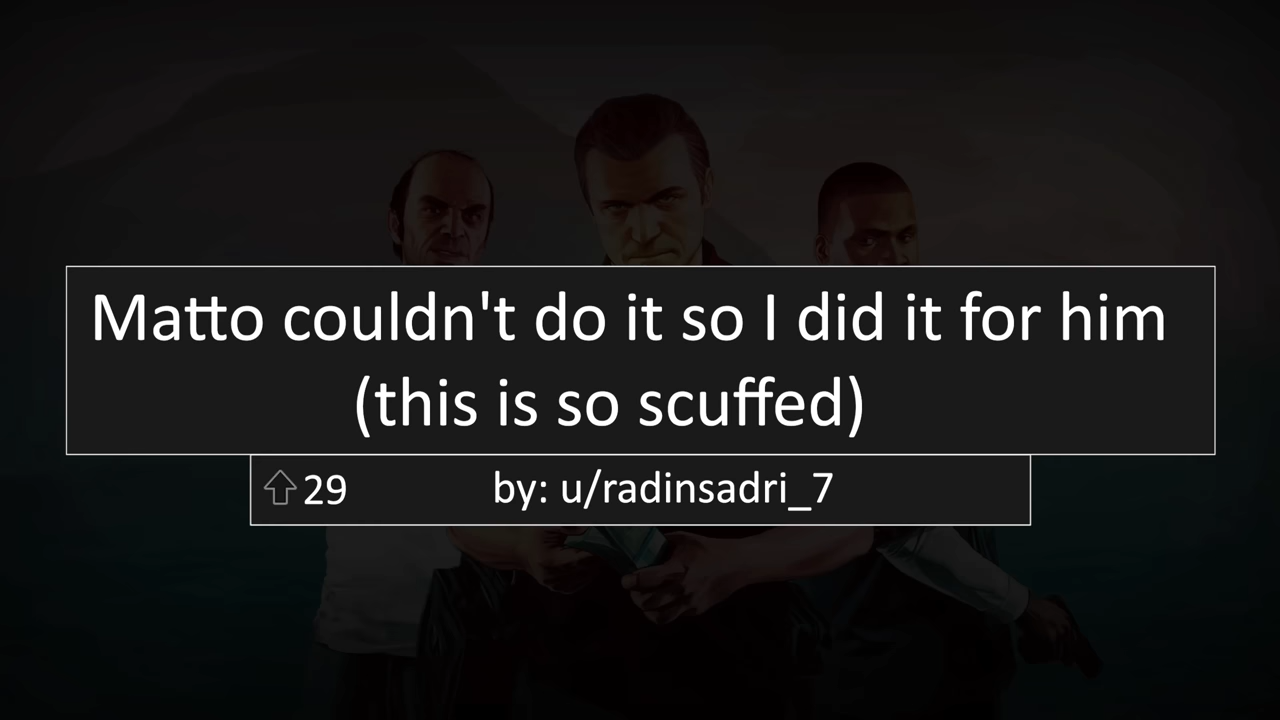 Matto couldn't do it so I did it for him
(this is so scuffed)
29 by: u/radinsadri_7